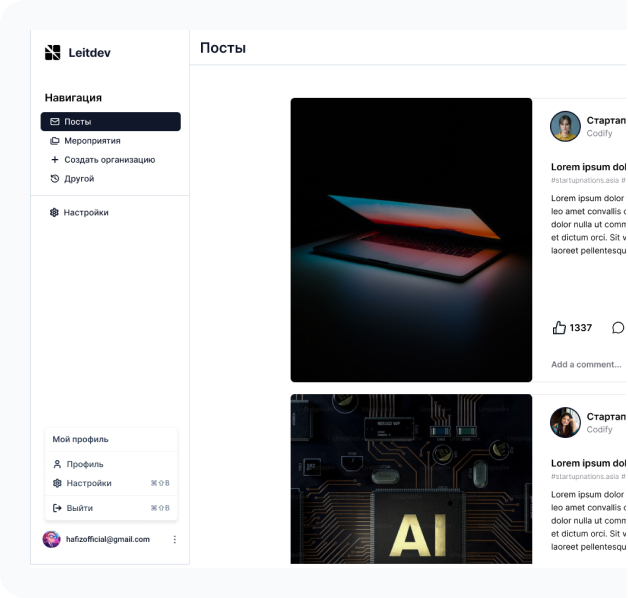 Leitdev
Посты
Навигация
Посты
Мероприятия
Создать организацию
Другой
Настройки
Мой профиль
Профиль
Настройки ⌘⇧B
Выйти ⌘⇧B
hafizofficial@gmail.com
Стартап
Codify
Lorem ipsum dol
#startupnations.asia #
Lorem ipsum dolor
leo amet convallis
dolor nulla ut comm
et dictum orci. Sit v
laoreet pellentesqu
1337
Add a comment...
AI
Стартап
Codify
Lorem ipsum dol
#startupnations.asia #
Lorem ipsum dolor
leo amet convallis
dolor nulla ut comm
et dictum orci. Sit v
laoreet pellentesqu